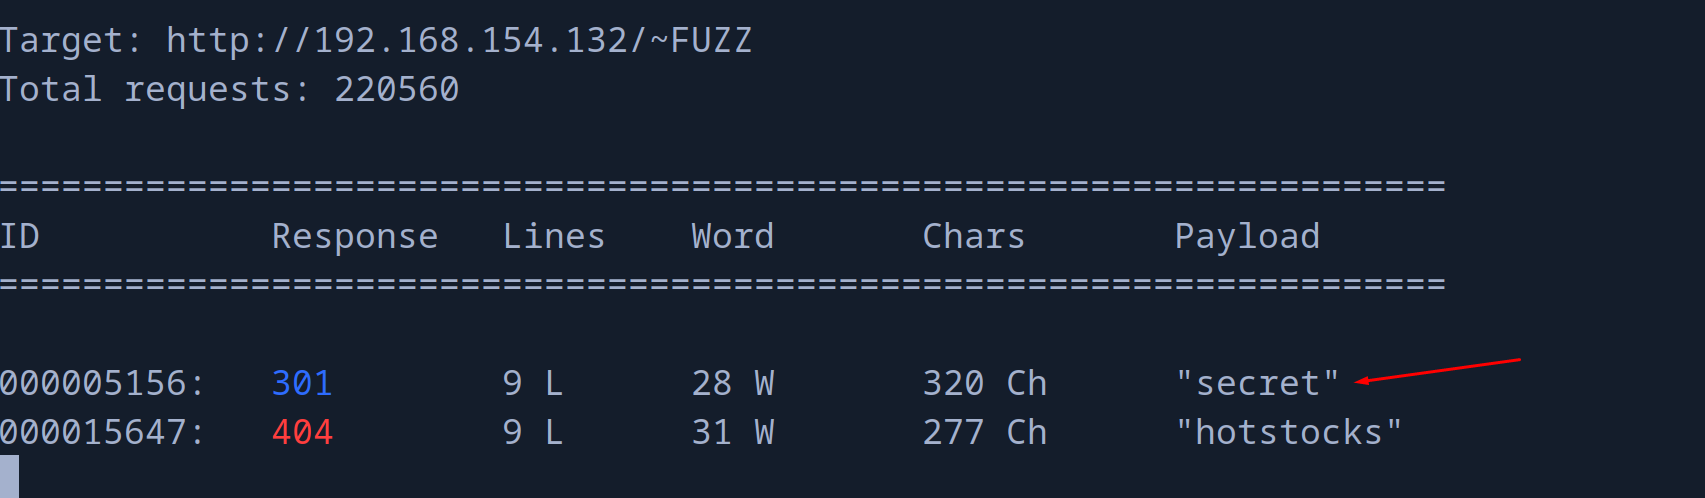 Target: http://192.168.154.132/~FUZZ
Total requests: 220560
=====================================================================
ID           Response   Lines    Word       Chars       Payload
=====================================================================
000005156:   301        9 L      28 W       320 Ch      "secret"
000015647:   404        9 L      31 W       277 Ch      "hotstocks"